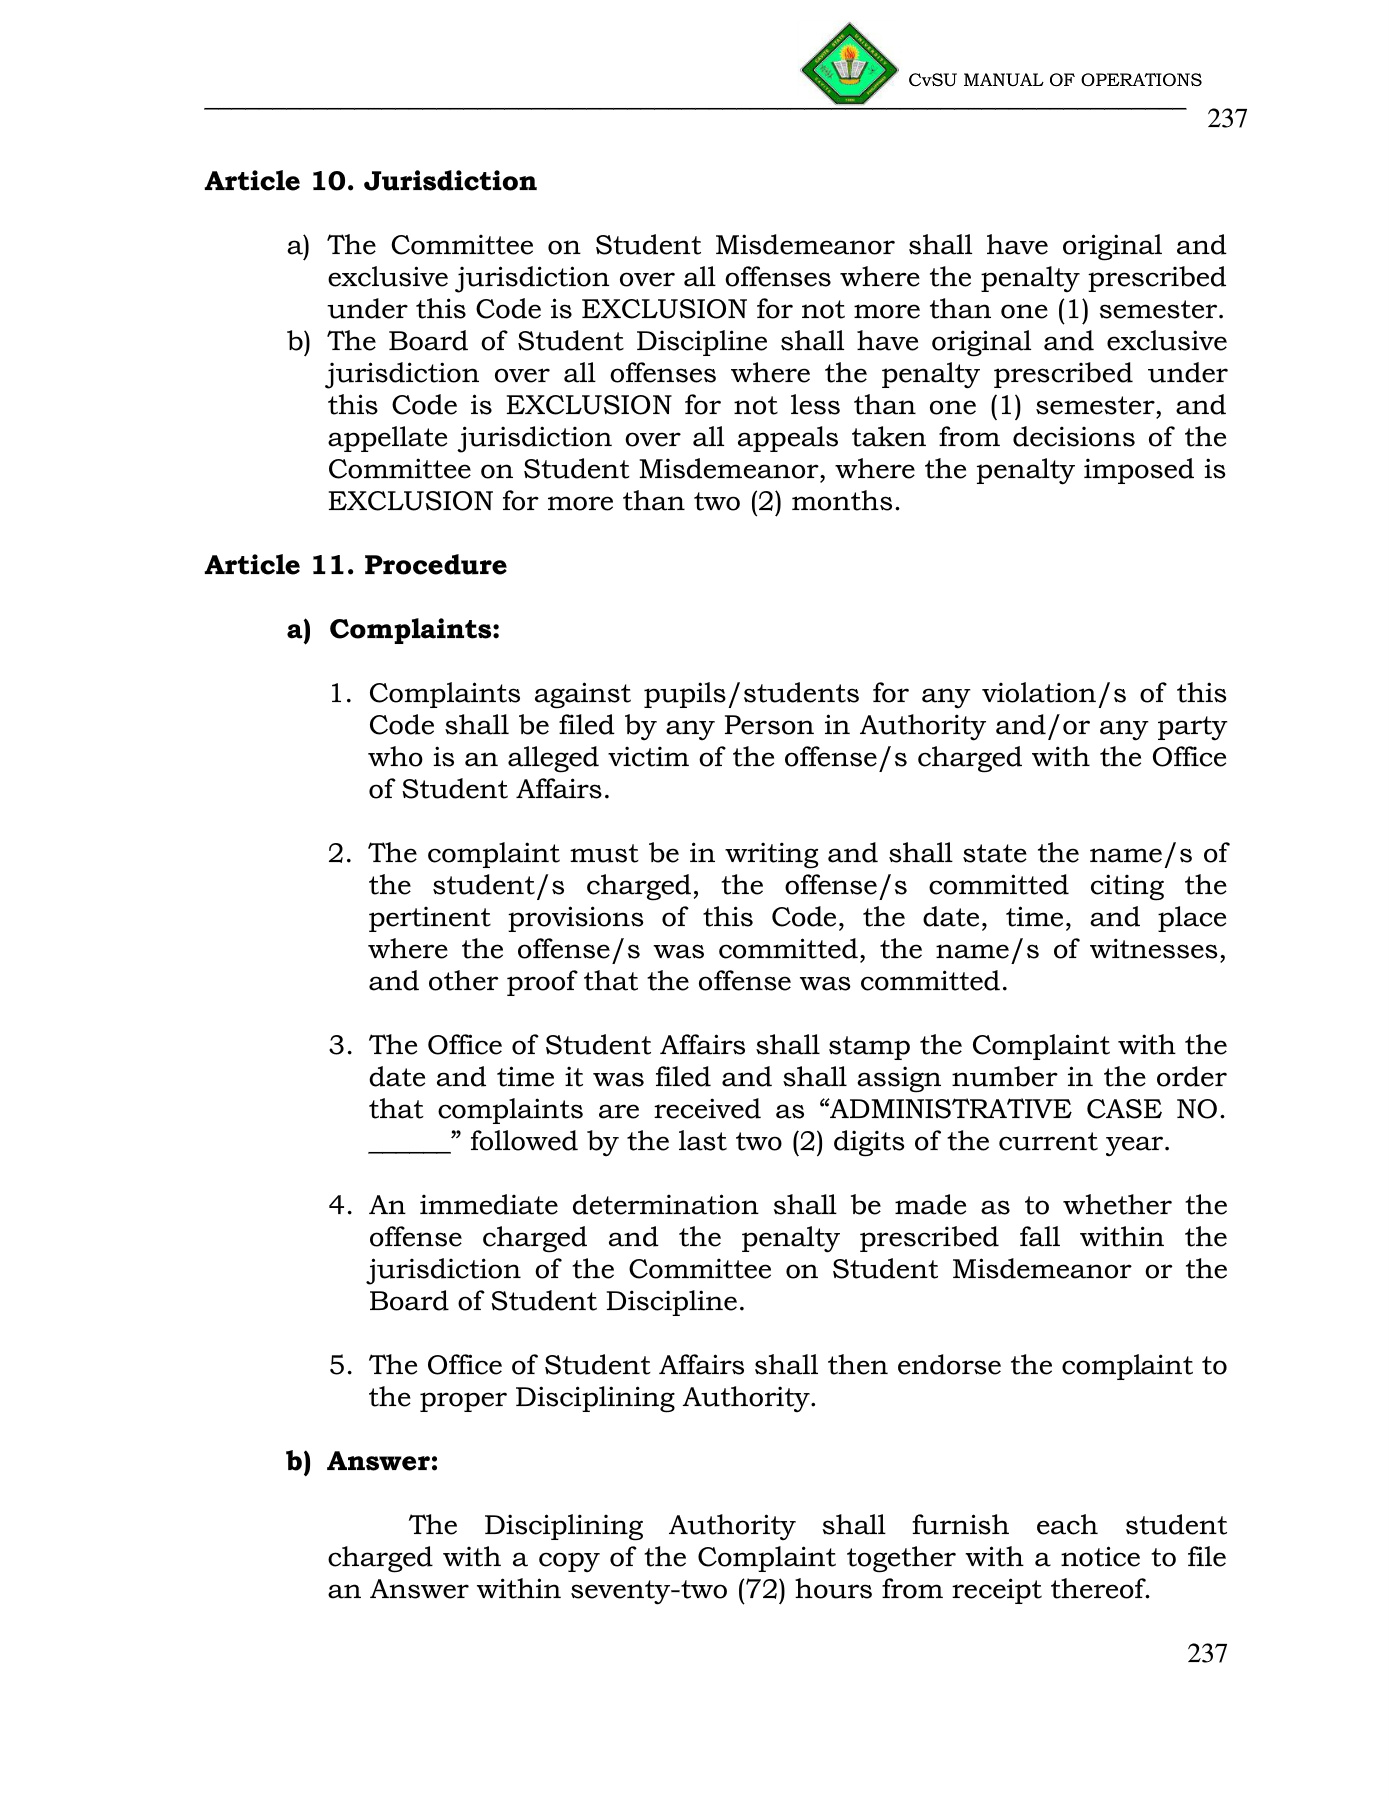 CvSU MANUAL OF OPERATIONS
237
Article 10. Jurisdiction
a) The Committee on Student Misdemeanor shall have original and
exclusive jurisdiction over all offenses where the penalty prescribed
under this Code is EXCLUSION for not more than one (1) semester.
b) The Board of Student Discipline shall have original and exclusive
jurisdiction over all offenses where the penalty prescribed under
this Code is EXCLUSION for not less than one (1) semester, and
appellate jurisdiction over all appeals taken from decisions of the
Committee on Student Misdemeanor, where the penalty imposed is
EXCLUSION for more than two (2) months.
Article 11. Procedure
a) Complaints:
1. Complaints against pupils/students for any violation/s of this
Code shall be filed by any Person in Authority and/or any party
who is an alleged victim of the offense/s charged with the Office
of Student Affairs.
2. The complaint must be in writing and shall state the name/s of
the student/s charged, the offense/s committed citing the
pertinent provisions of this Code, the date, time, and place
where the offense/s was committed, the name/s of witnesses,
and other proof that the offense was committed.
3. The Office of Student Affairs shall stamp the Complaint with the
date and time it was filed and shall assign number in the order
that complaints are received as “ADMINISTRATIVE CASE NO.
______” followed by the last two (2) digits of the current year.
4. An immediate determination shall be made as to whether the
offense charged and the penalty prescribed fall within the
jurisdiction of the Committee on Student Misdemeanor or the
Board of Student Discipline.
5. The Office of Student Affairs shall then endorse the complaint to
the proper Disciplining Authority.
b) Answer:
The Disciplining Authority shall furnish each student
charged with a copy of the Complaint together with a notice to file
an Answer within seventy-two (72) hours from receipt thereof.
237